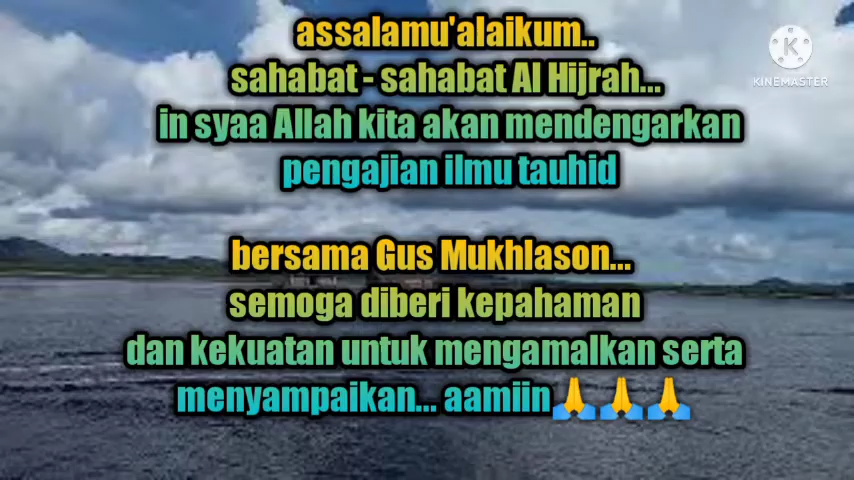 assalamu'alaikum..
sahabat - sahabat Al Hijrah...
in syaa Allah kita akan mendengarkan
pengajian ilmu tauhid
bersama Gus Mukhlason...
semoga diberi kepahaman
dan kekuatan untuk mengamalkan serta
menyampaikan... aamiin🙏🙏🙏
KINEMASTER